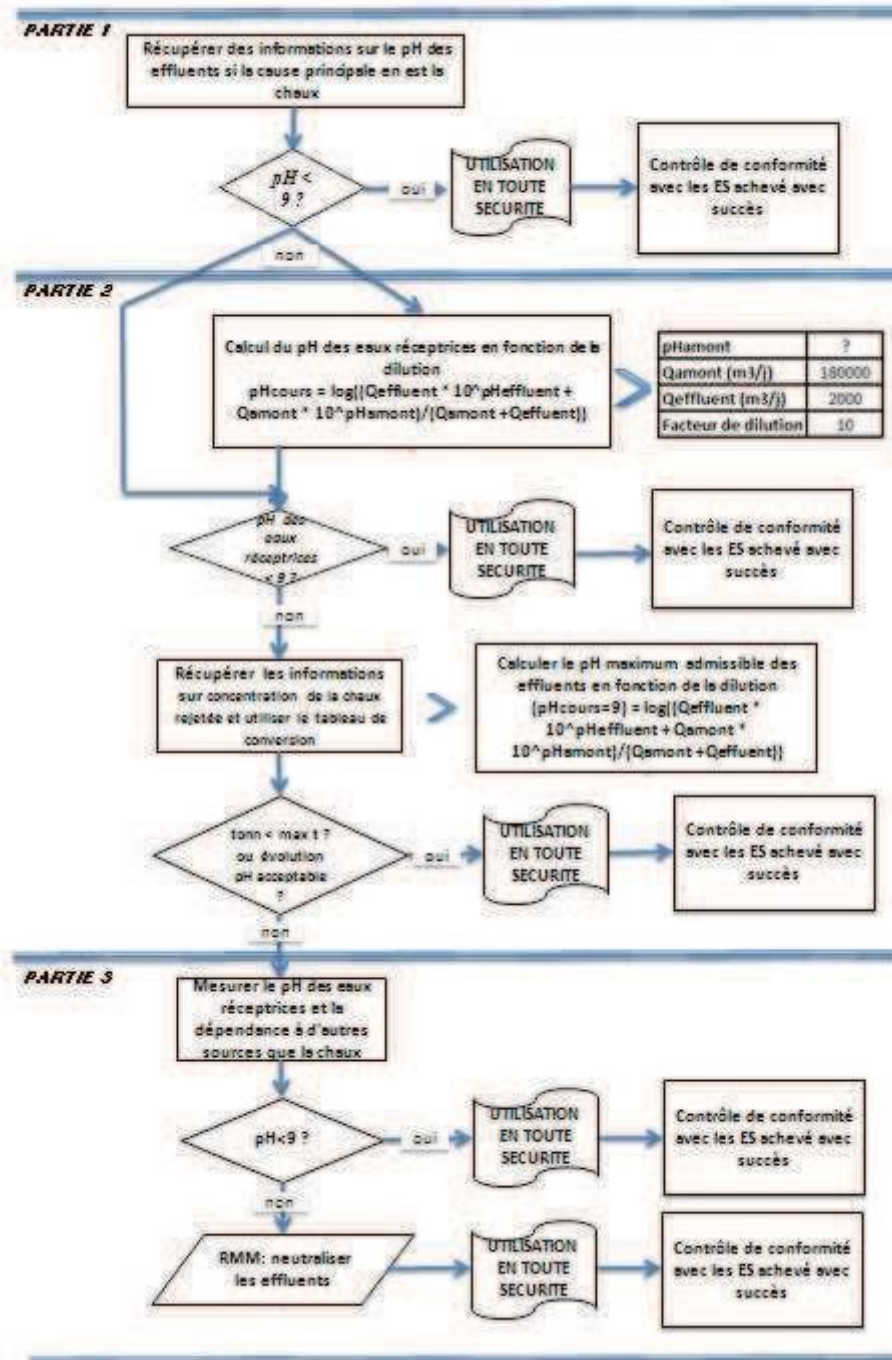 PARTIE 1
Récupérer des informations sur le pH des
effluents si la cause principale en est la
chaux
pH <
9 ?
oui
UTILISATION
EN TOUTE
SECURITE
Contrôle de conformité
avec les ES achevé avec
succès
non
PARTIE 2
Calcul du pH des eaux réceptrices en fonction de la
dilution
pHcours = log((Qeffluent * 10^pHeffluent +
Qamont * 10^pHamont)/(Qamont +Qeffuent))
pHamont ?
Qamont (m3/j) 180000
Qeffluent (m3/j) 2000
Facteur de dilution 10
pH des
eaux
réceptrices
< 9 ?
oui
UTILISATION
EN TOUTE
SECURITE
Contrôle de conformité
avec les ES achevé avec
succès
non
Récupérer les informations
sur concentration de la chaux
rejetée et utiliser le tableau de
conversion
Calculer le pH maximum admissible des
effluents en fonction de la dilution
(pHcours=9) = log((Qeffluent *
10^pHeffluent + Qamont *
10^pHamont)/(Qamont +Qeffuent))
tonn < max t ?
ou évolution
pH acceptable
?
oui
UTILISATION
EN TOUTE
SECURITE
Contrôle de conformité
avec les ES achevé avec
succès
non
PARTIE 3
Mesurer le pH des eaux
réceptrices et la
dépendance à d'autres
sources que la chaux
pH<9 ?
oui
UTILISATION
EN TOUTE
SECURITE
Contrôle de conformité
avec les ES achevé avec
succès
non
RMM: neutraliser
les effluents
UTILISATION
EN TOUTE
SECURITE
Contrôle de conformité
avec les ES achevé avec
succès